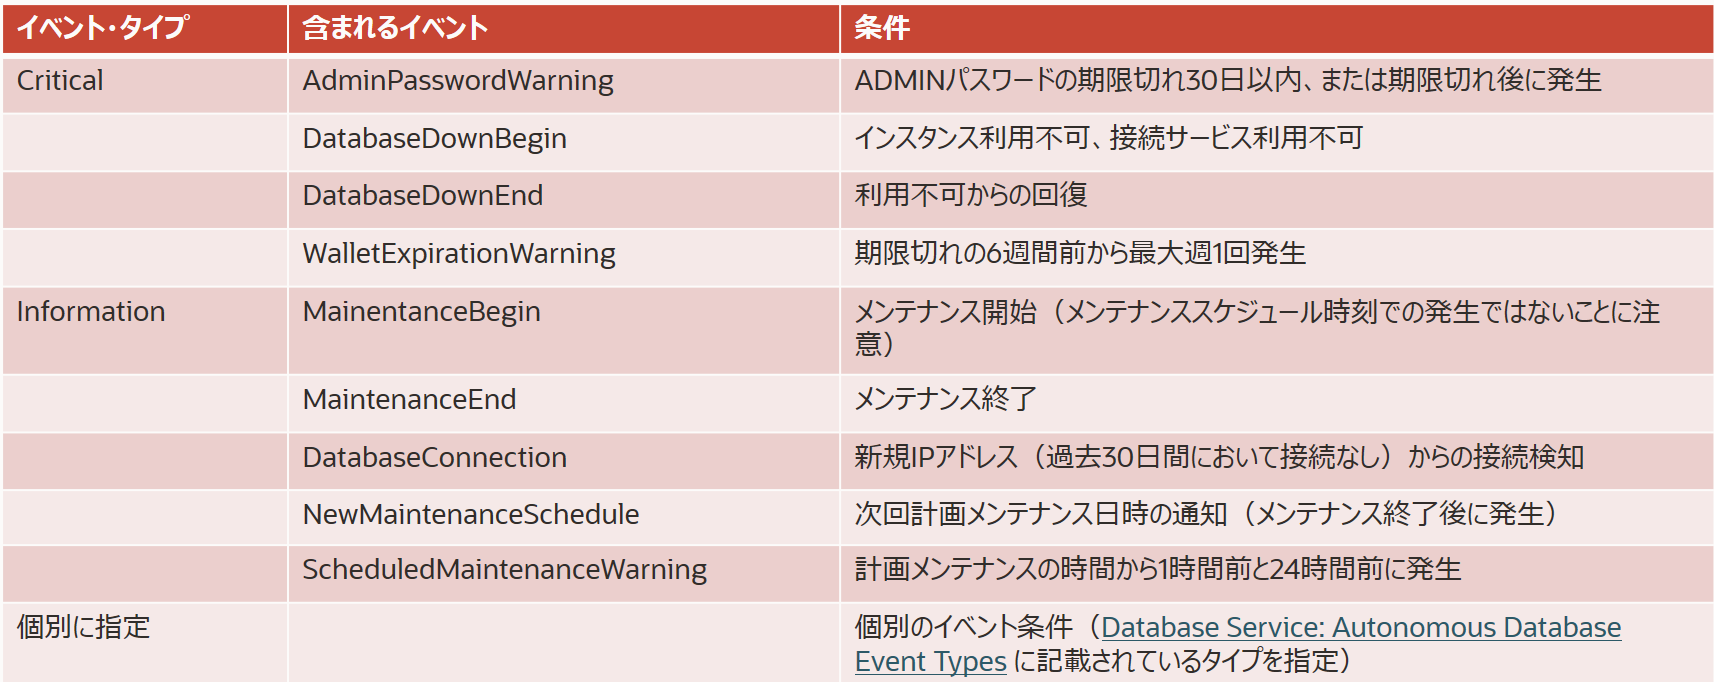 イベント・タイプ 含まれるイベント 条件
Critical AdminPasswordWarning ADMINパスワードの期限切れ30日以内、または期限切れ後に発生
DatabaseDownBegin インスタンス利用不可、接続サービス利用不可
DatabaseDownEnd 利用不可からの回復
WalletExpirationWarning 期限切れの6週間前から最大週1回発生
Information MainentanceBegin メンテナンス開始（メンテナンススケジュール時刻での発生ではないことに注
意）
MaintenanceEnd メンテナンス終了
DatabaseConnection 新規IPアドレス（過去30日間において接続なし）からの接続検知
NewMaintenanceSchedule 次回計画メンテナンス日時の通知（メンテナンス終了後に発生）
ScheduledMaintenanceWarning 計画メンテナンスの時間から1時間前と24時間前に発生
個別に指定 個別のイベント条件（Database Service: Autonomous Database
Event Types に記載されているタイプを指定）